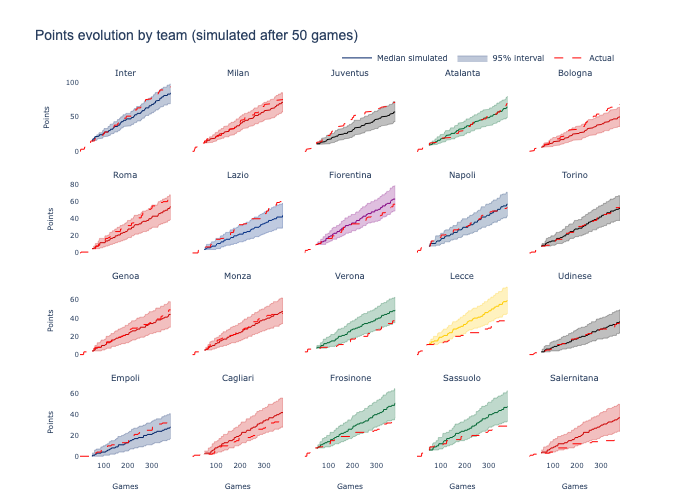 Points evolution by team (simulated after 50 games)
Median simulated 95% interval Actual
Inter Milan Juventus Atalanta Bologna
100
50
0
Points
Roma Lazio Fiorentina Napoli Torino
80
60
40
20
0
Points
Genoa Monza Verona Lecce Udinese
60
40
20
0
Points
Empoli Cagliari Frosinone Sassuolo Salernitana
60
40
20
0
Points
100 200 300 100 200 300 100 200 300 100 200 300 100 200 300
Games Games Games Games Games